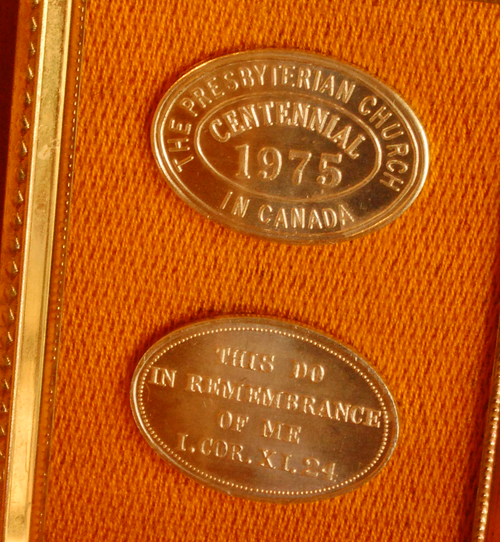 THE PRESBYTERIAN CHURCH
CENTENNIAL
1975
IN CANADA
THIS DO
IN REMEMBRANCE
OF ME
I. COR. XI. 24